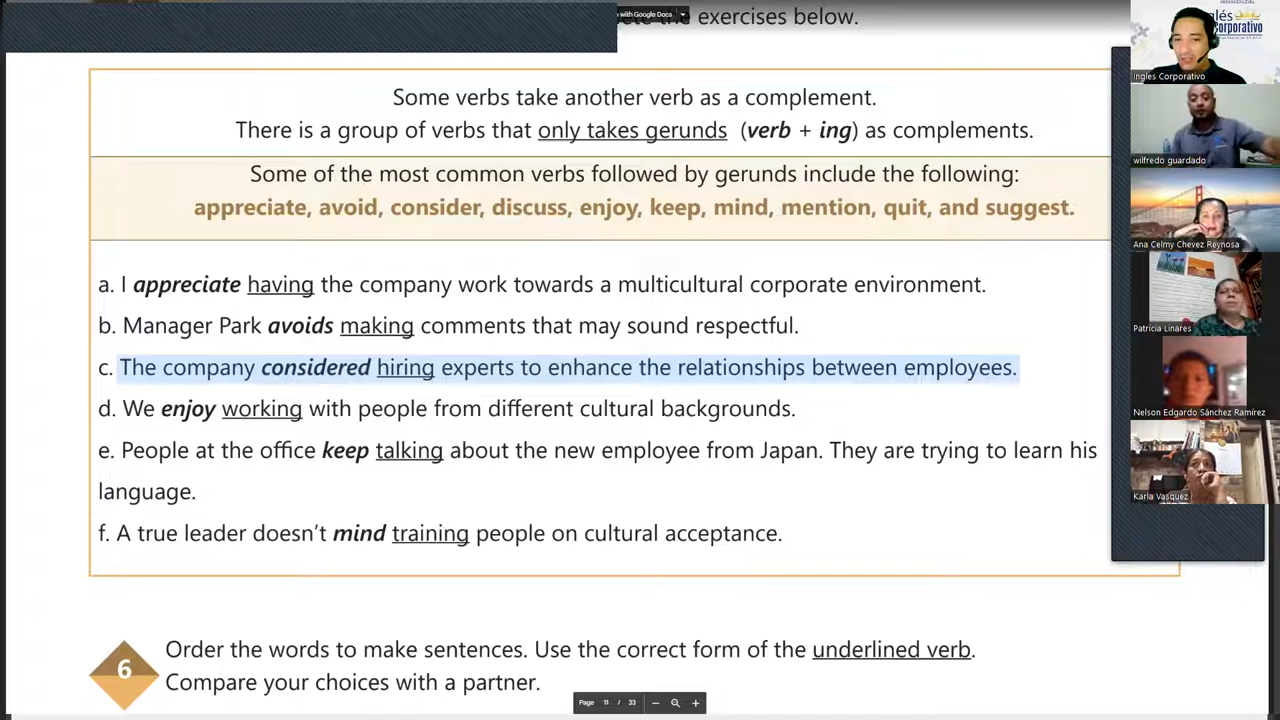 with Google Docs
the exercises below.
Some verbs take another verb as a complement.
There is a group of verbs that only takes gerunds (verb + ing) as complements.
Some of the most common verbs followed by gerunds include the following:
appreciate, avoid, consider, discuss, enjoy, keep, mind, mention, quit, and suggest.
a. I appreciate having the company work towards a multicultural corporate environment.
b. Manager Park avoids making comments that may sound respectful.
c. The company considered hiring experts to enhance the relationships between employees.
d. We enjoy working with people from different cultural backgrounds.
e. People at the office keep talking about the new employee from Japan. They are trying to learn his
language.
f. A true leader doesn't mind training people on cultural acceptance.
6
Order the words to make sentences. Use the correct form of the underlined verb.
Compare your choices with a partner.
Page 11 / 33
Ingles Corporativo
wilfredo guardado
Ana Celmy Chevez Reynosa
Patricia Linares
Nelson Edgardo Sánchez Ramírez
Karla Vasquez